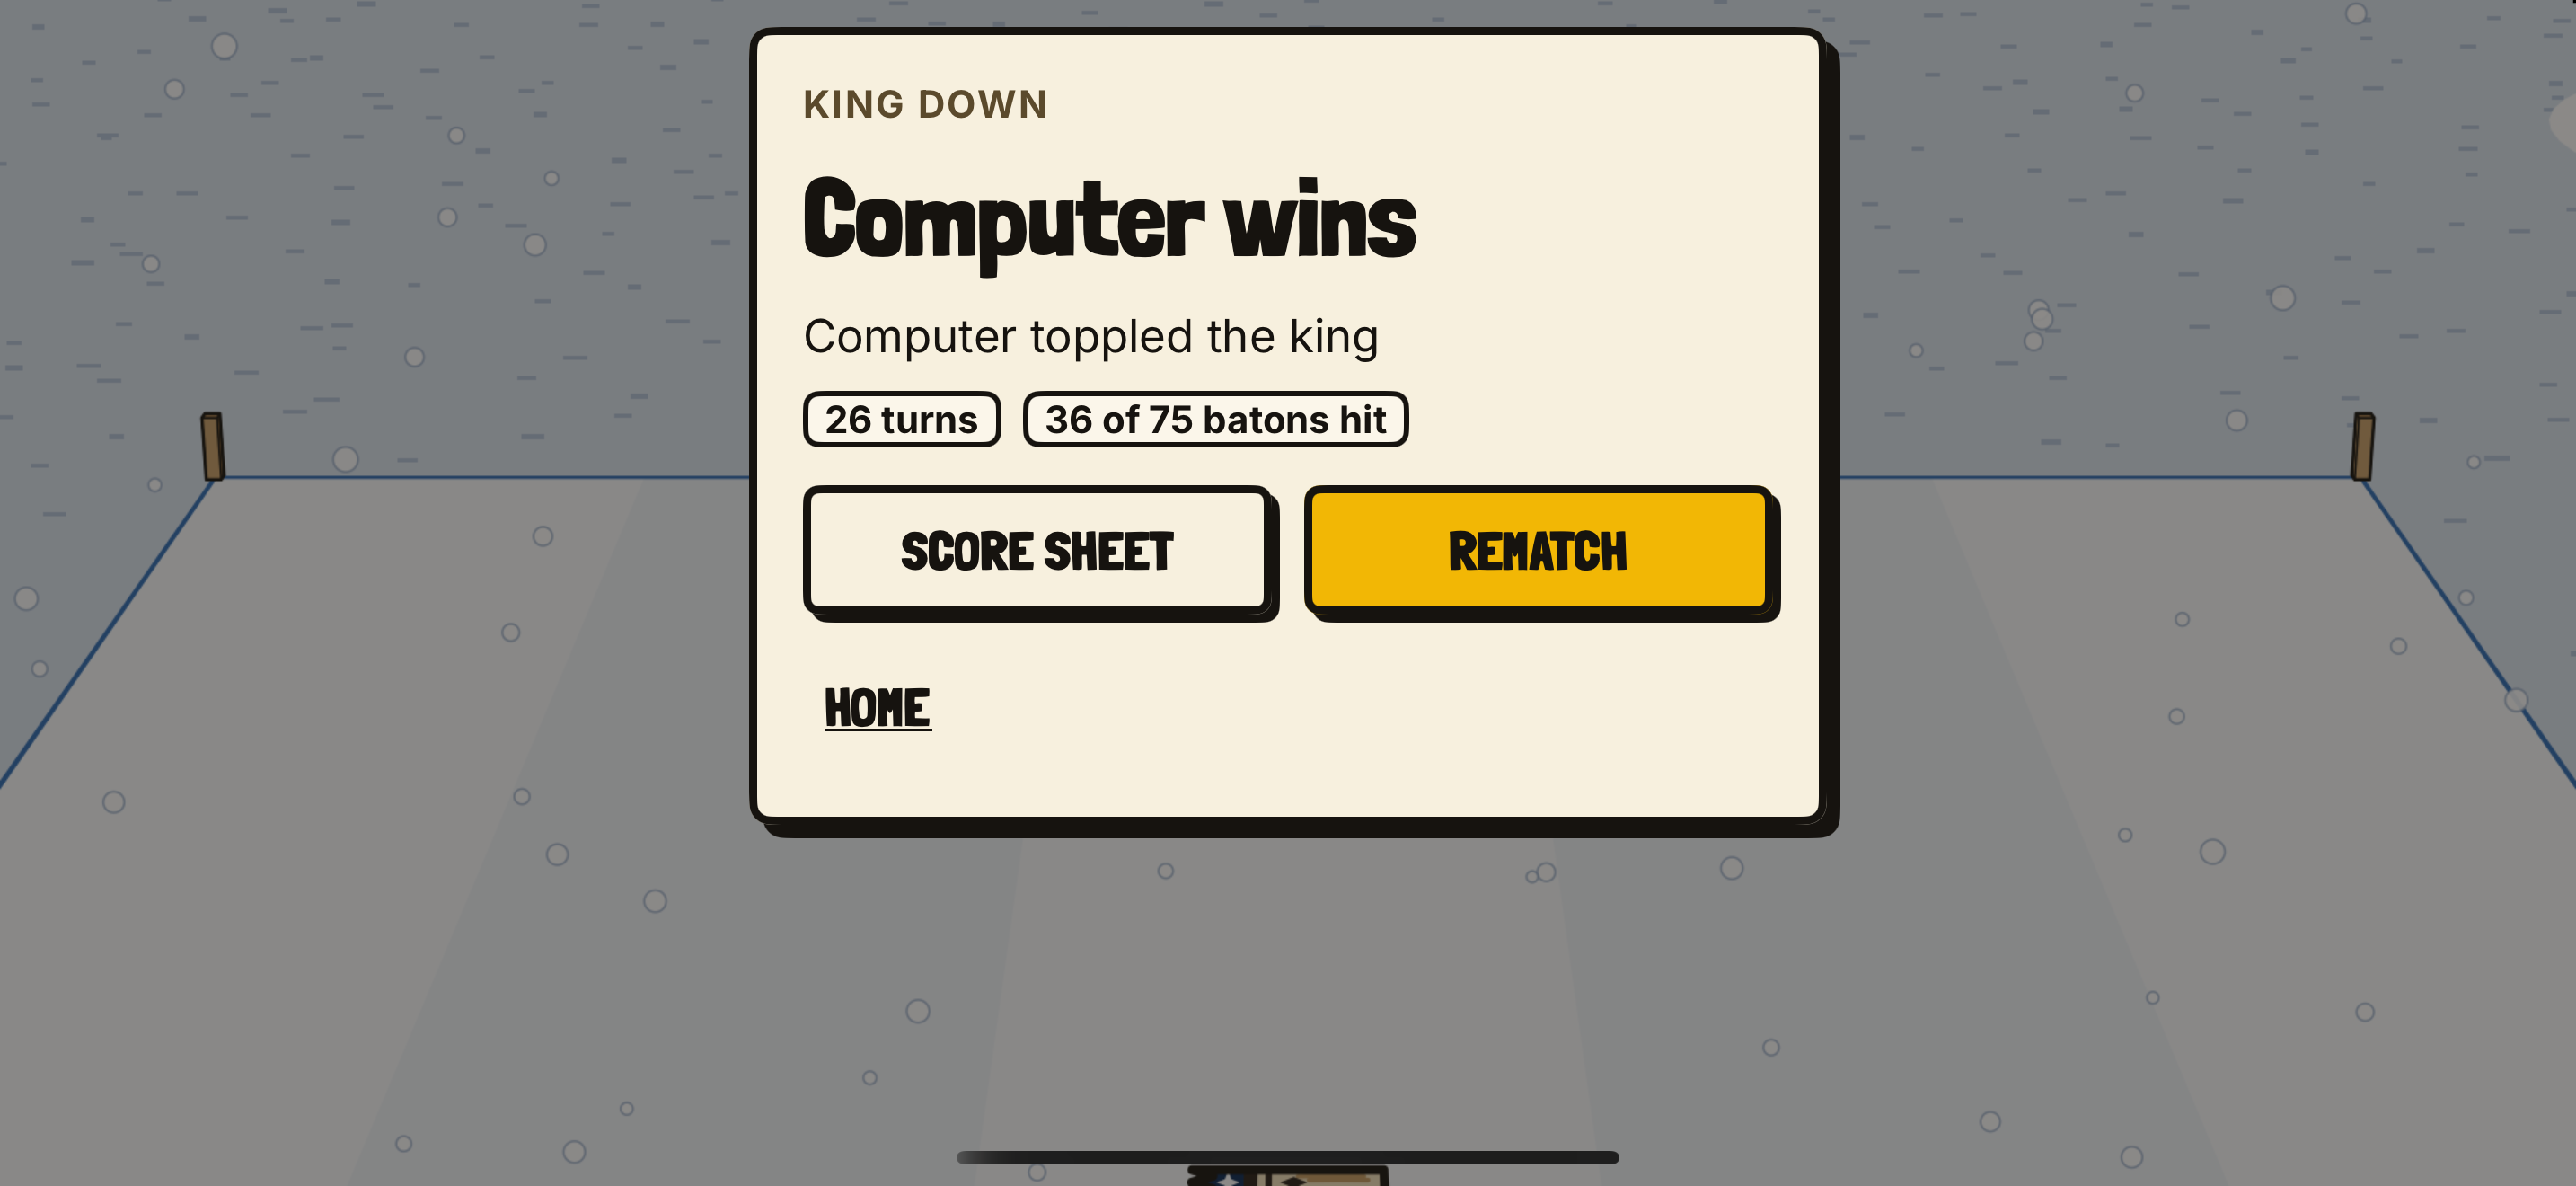 KING DOWN
Computer wins
Computer toppled the king
26 turns 36 of 75 batons hit
SCORE SHEET REMATCH
HOME